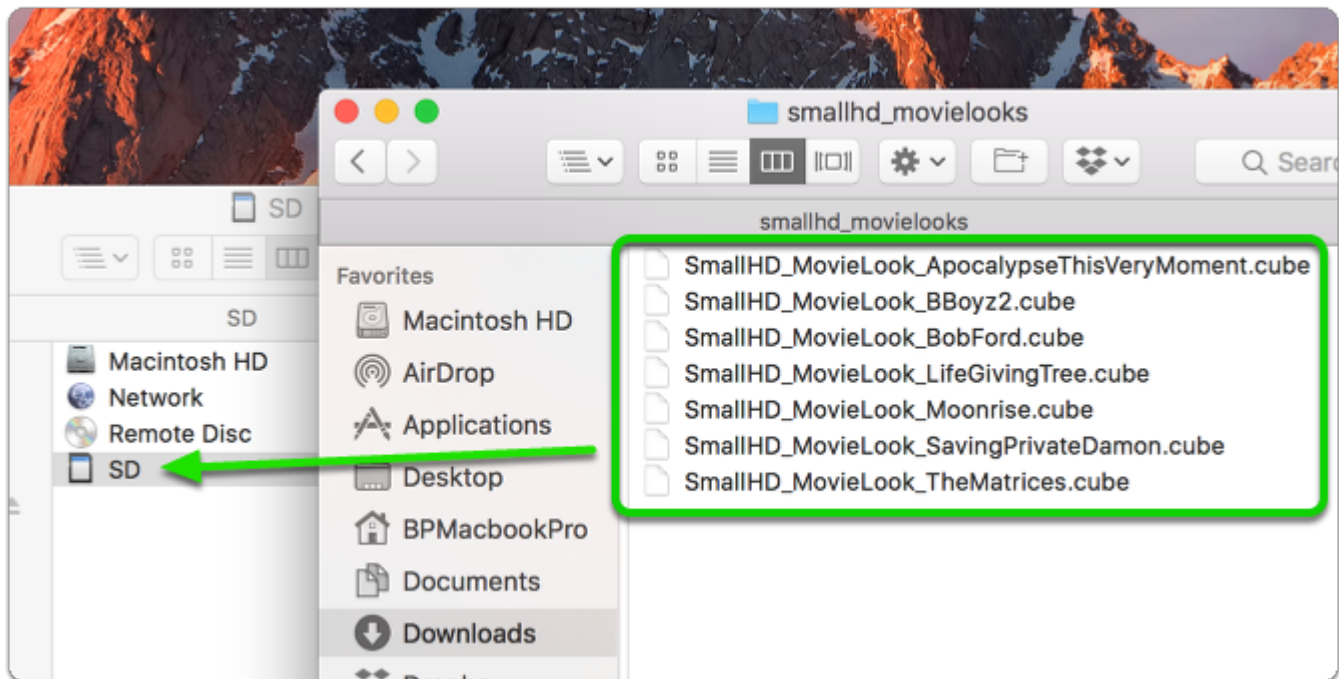 smallhd_movielooks
Sear
smallhd_movielooks
SD
SD
Macintosh HD
Network
Remote Disc
SD
Favorites
Macintosh HD
AirDrop
Applications
Desktop
BPMacbookPro
Documents
Downloads
SmallHD_MovieLook_ApocalypseThisVeryMoment.cube
SmallHD_MovieLook_BBoyz2.cube
SmallHD_MovieLook_BobFord.cube
SmallHD_MovieLook_LifeGivingTree.cube
SmallHD_MovieLook_Moonrise.cube
SmallHD_MovieLook_SavingPrivateDamon.cube
SmallHD_MovieLook_TheMatrices.cube